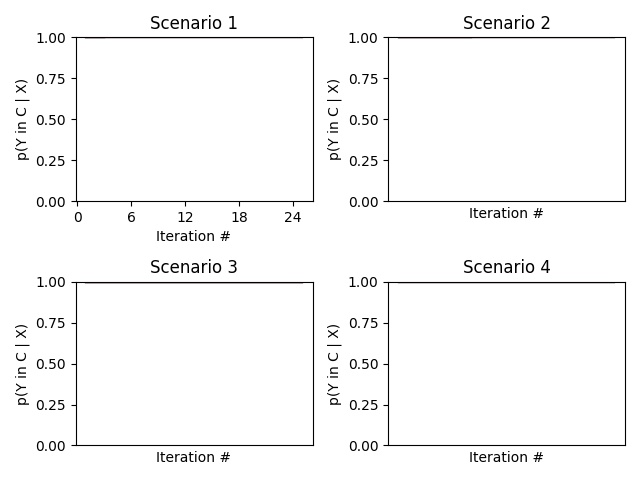 Scenario 1
1.00
0.75
0.50
0.25
0.00
p(Y in C | X)
0 6 12 18 24
Iteration #
Scenario 2
1.00
0.75
0.50
0.25
0.00
p(Y in C | X)
Iteration #
Scenario 3
1.00
0.75
0.50
0.25
0.00
p(Y in C | X)
Iteration #
Scenario 4
1.00
0.75
0.50
0.25
0.00
p(Y in C | X)
Iteration #